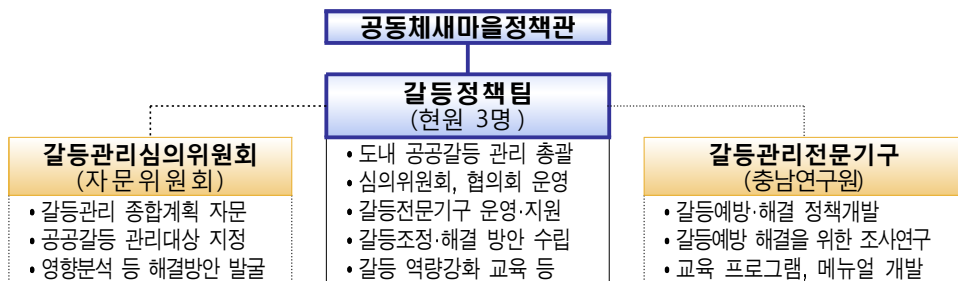 공동체새마을정책관
갈등정책팀
(현원 3명)
갈등관리심의위원회
(자문위원회)
• 갈등관리 종합계획 자문
• 공공갈등 관리대상 지정
• 영향분석 등 해결방안 발굴
• 도내 공공갈등 관리 총괄
• 심의위원회, 협의회 운영
• 갈등전문기구 운영·지원
• 갈등조정·해결 방안 수립
• 갈등 역량강화 교육 등
갈등관리전문기구
(충남연구원)
• 갈등예방·해결 정책개발
• 갈등예방 해결을 위한 조사연구
• 교육 프로그램, 메뉴얼 개발